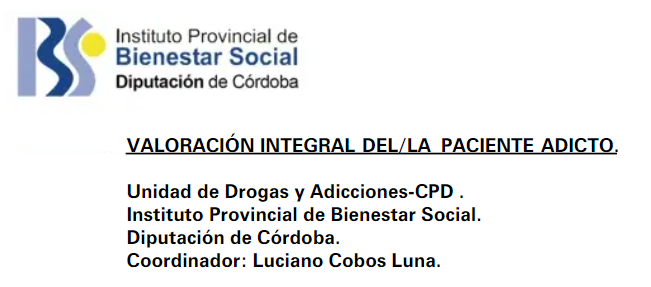 Instituto Provincial de
Bienestar Social
Diputación de Córdoba
VALORACIÓN INTEGRAL DEL/LA PACIENTE ADICTO.
Unidad de Drogas y Adicciones-CPD .
Instituto Provincial de Bienestar Social.
Diputación de Córdoba.
Coordinador: Luciano Cobos Luna.